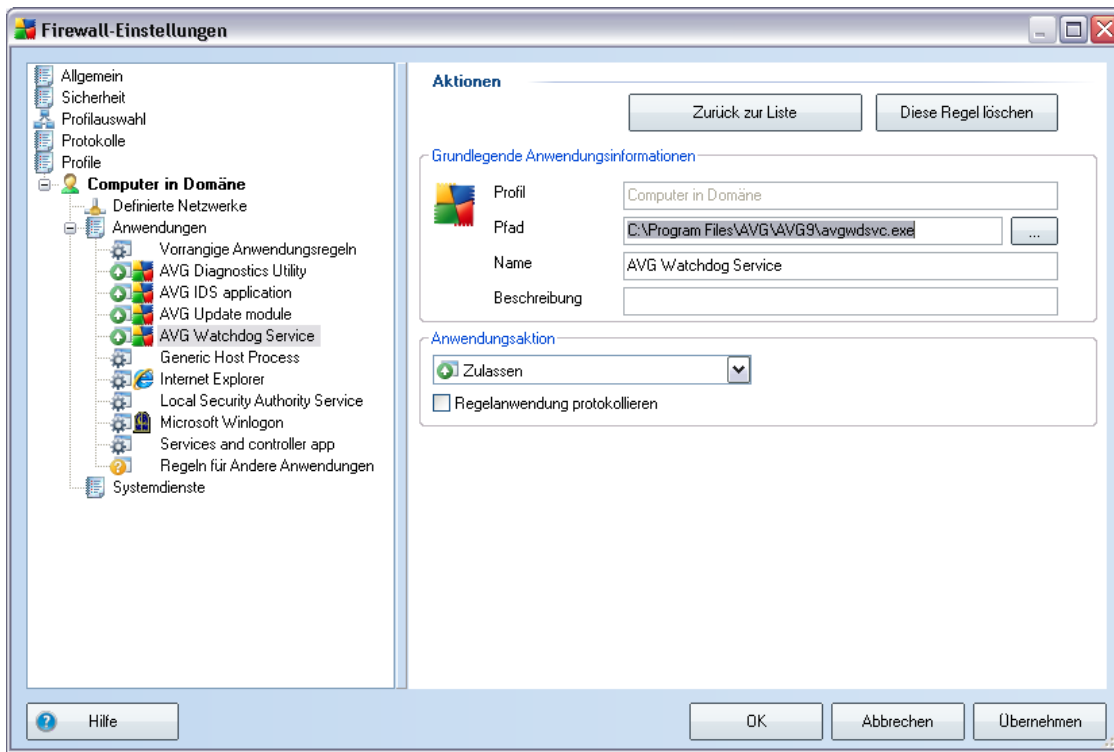 Firewall-Einstellungen
Allgemein
Sicherheit
Profilauswahl
Protokolle
Profile
Computer in Domäne
Definierte Netzwerke
Anwendungen
Vorrangige Anwendungsregeln
AVG Diagnostics Utility
AVG IDS application
AVG Update module
AVG Watchdog Service
Generic Host Process
Internet Explorer
Local Security Authority Service
Microsoft Winlogon
Services and controller app
Regeln für Andere Anwendungen
Systemdienste
Aktionen
Zurück zur Liste
Diese Regel löschen
Grundlegende Anwendungsinformationen
Profil
Computer in Domäne
Pfad
C:\Program Files\AVG\AVG9\avgwdsvc.exe
...
Name
AVG Watchdog Service
Beschreibung
Anwendungsaktion
Zulassen
Regelanwendung protokollieren
Hilfe
OK
Abbrechen
Übernehmen